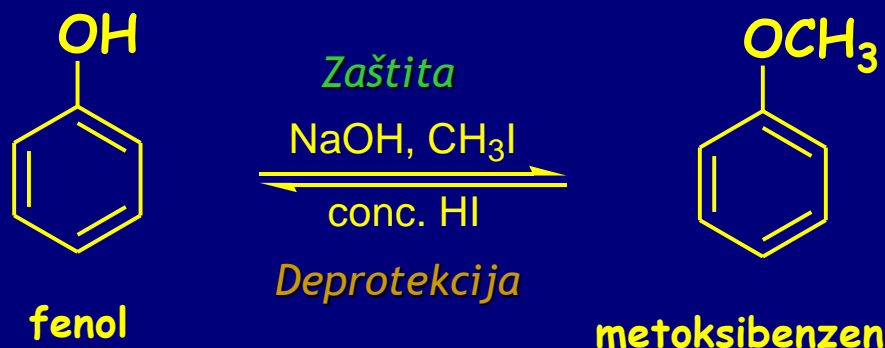 OH
OCH₃
Zaštita
NaOH, CH₃I
conc. HI
Deprotekcija
fenol
metoksibenzen